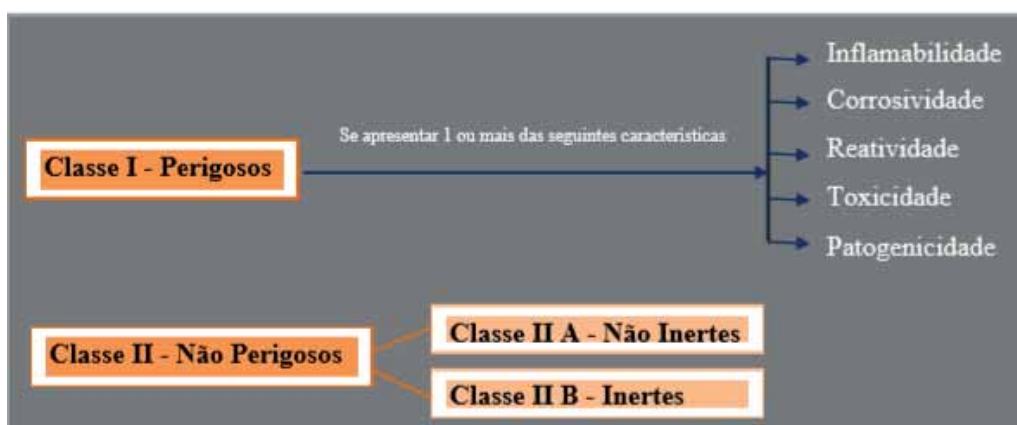 Classe I - Perigosos
Se apresentar 1 ou mais das seguintes características
Inflamabilidade
Corrosividade
Reatividade
Toxicidade
Patogenicidade
Classe II - Não Perigosos
Classe II A - Não Inertes
Classe II B - Inertes